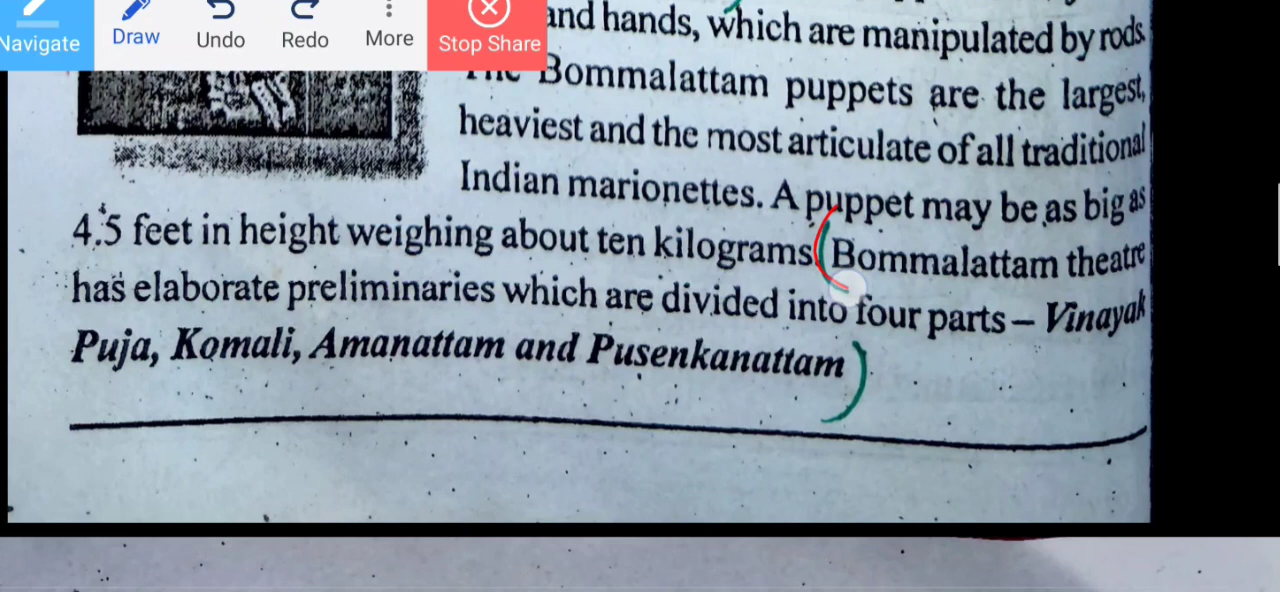 Navigate
Draw
Undo
Redo
More
Stop Share
and hands, which are manipulated by rods.
The Bommalattam puppets are the largest,
heaviest and the most articulate of all traditional
Indian marionettes. A puppet may be as big as
4.5 feet in height weighing about ten kilograms. Bommalattam theatre
has elaborate preliminaries which are divided into four parts – Vinayak
Puja, Komali, Amanattam and Pusenkanattam